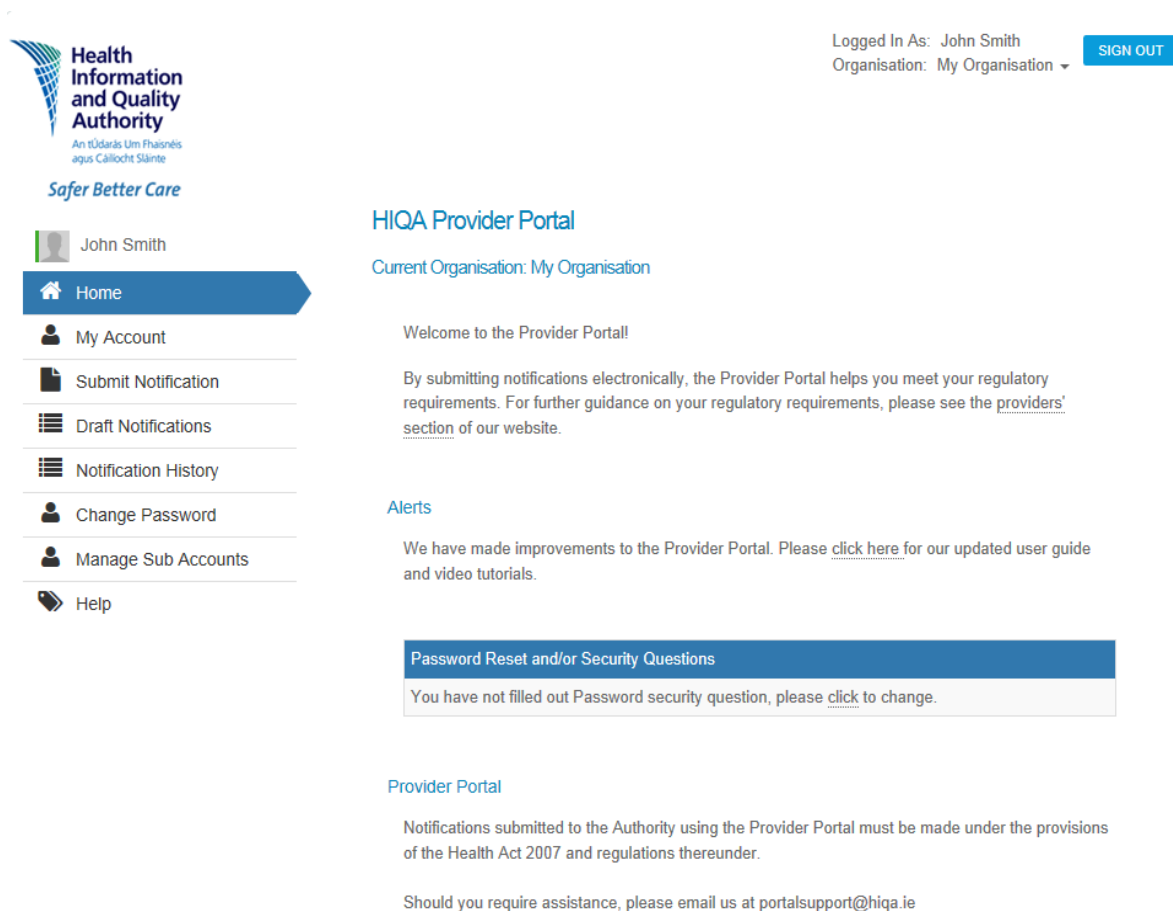 Health
Information
and Quality
Authority
An tÚdarás Um Fhaisnéis
agus Cáilíocht Sláinte
Safer Better Care
Logged In As: John Smith
Organisation: My Organisation
SIGN OUT
John Smith
Home
My Account
Submit Notification
Draft Notifications
Notification History
Change Password
Manage Sub Accounts
Help
HIQA Provider Portal
Current Organisation: My Organisation
Welcome to the Provider Portal!
By submitting notifications electronically, the Provider Portal helps you meet your regulatory
requirements. For further guidance on your regulatory requirements, please see the providers'
section of our website.
Alerts
We have made improvements to the Provider Portal. Please click here for our updated user guide
and video tutorials.
Password Reset and/or Security Questions
You have not filled out Password security question, please click to change.
Provider Portal
Notifications submitted to the Authority using the Provider Portal must be made under the provisions
of the Health Act 2007 and regulations thereunder.
Should you require assistance, please email us at portalsupport@hiqa.ie